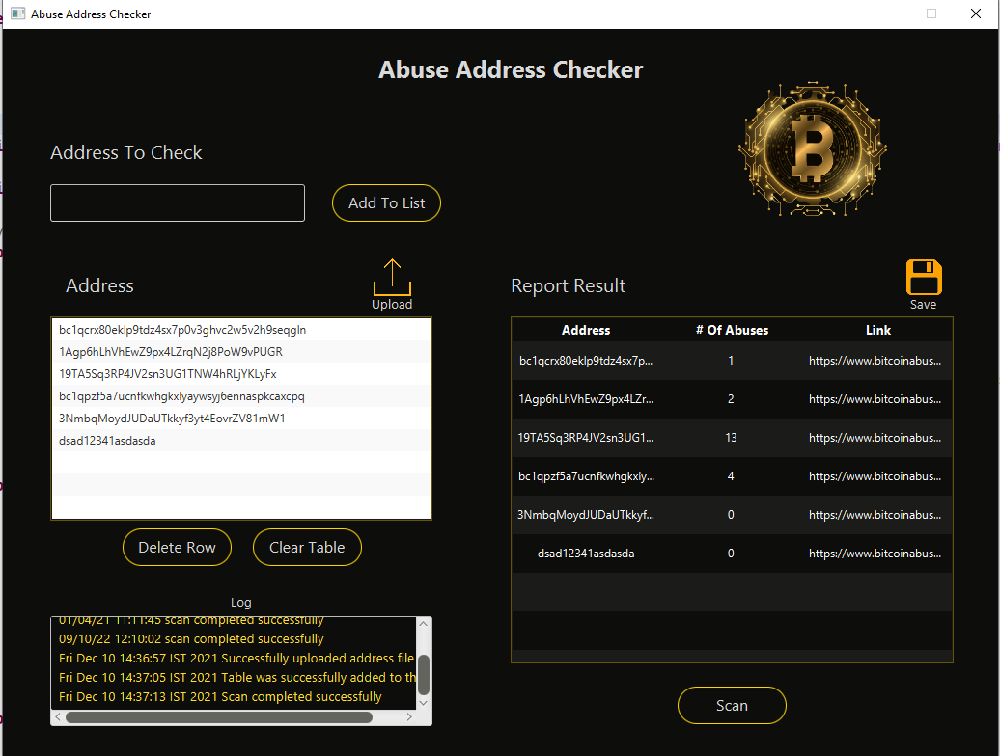 Abuse Address Checker
Abuse Address Checker
Address To Check
Add To List
Address
Upload
bc1qcrx80eklp9tdz4sx7p0v3ghvc2w5v2h9seqgln
1Agp6hLhVhEwZ9px4LZrqN2j8PoW9vPUGR
19TA5Sq3RP4JV2sn3UG1TNW4hRLjYKLyFx
bc1qpzf5a7ucnfkwhgkxlyaywsyj6ennaspkcaxcpq
3NmbqMoydJUDaUTkkyf3yt4EovrZV81mW1
dsad12341asdasda
Delete Row
Clear Table
Log
01/04/21 11:11:45 scan completed successfully
09/10/22 12:10:02 scan completed successfully
Fri Dec 10 14:36:57 IST 2021 Successfully uploaded address file
Fri Dec 10 14:37:05 IST 2021 Table was successfully added to th
Fri Dec 10 14:37:13 IST 2021 Scan completed successfully
Report Result
Save
Address # Of Abuses Link
bc1qcrx80eklp9tdz4sx7p... 1 https://www.bitcoinabus...
1Agp6hLhVhEwZ9px4LZr... 2 https://www.bitcoinabus...
19TA5Sq3RP4JV2sn3UG1... 13 https://www.bitcoinabus...
bc1qpzf5a7ucnfkwhgkxly... 4 https://www.bitcoinabus...
3NmbqMoydJUDaUTkkyf... 0 https://www.bitcoinabus...
dsad12341asdasda 0 https://www.bitcoinabus...
Scan